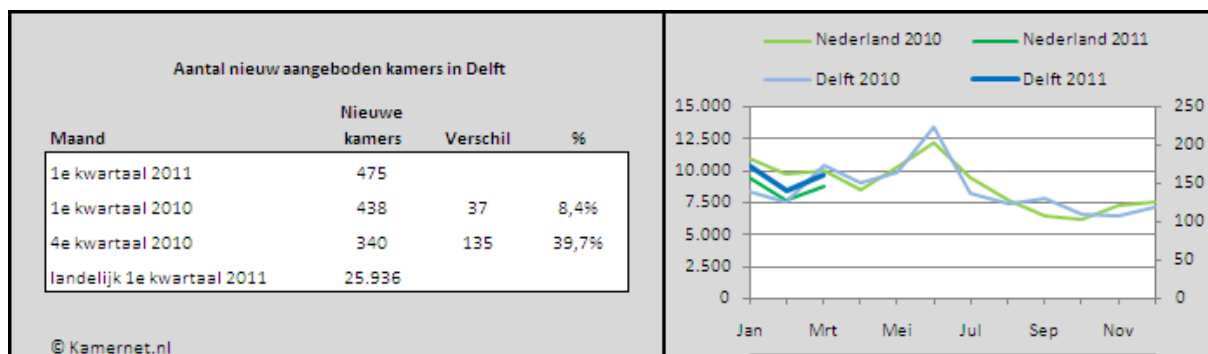 Aantal nieuw aangeboden kamers in Delft
Nieuwe
Maand kamers Verschil %
1e kwartaal 2011 475
1e kwartaal 2010 438 37 8,4%
4e kwartaal 2010 340 135 39,7%
landelijk 1e kwartaal 2011 25.936
© Kamernet.nl
Nederland 2010 Nederland 2011
Delft 2010 Delft 2011
15.000 250
12.500 200
10.000 150
7.500 100
5.000 50
2.500 0
0
Jan Mrt Mei Jul Sep Nov